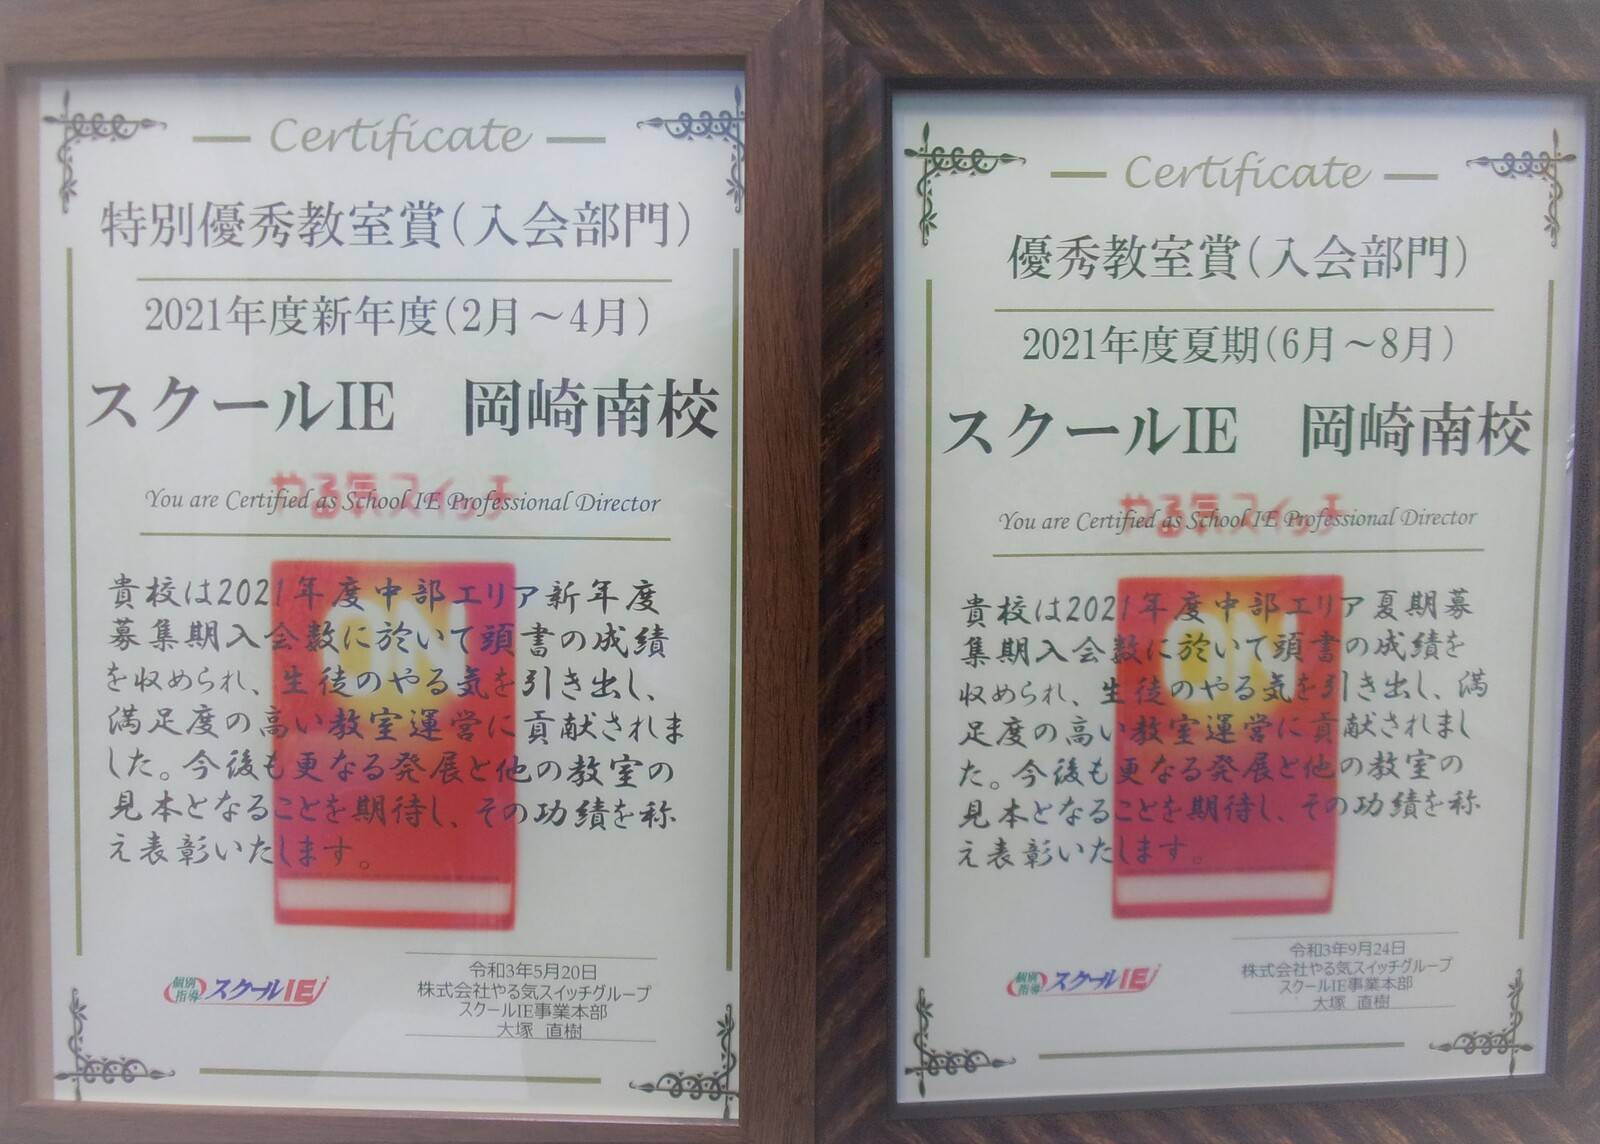 Certificate
特別優秀教室賞(入会部門)
2021年度新年度(2月～4月)
スクールIE 岡崎南校
やる気スイッチ
You are Certified as School IE Professional Director
ON
貴校は2021年度中部エリア新年度
募集期入会数に於いて頭書の成績
を収められ、生徒のやる気を引き出し、
満足度の高い教室運営に貢献されま
した。今後も更なる発展と他の教室の
見本となることを期待し、その功績を称
え表彰いたします。
個別指導 スクールIE
令和3年5月20日
株式会社やる気スイッチグループ
スクールIE事業本部
大塚 直樹
Certificate
優秀教室賞(入会部門)
2021年度夏期(6月～8月)
スクールIE 岡崎南校
やる気スイッチ
You are Certified as School IE Professional Director
ON
貴校は2021年度中部エリア夏期募
集期入会数に於いて頭書の成績を
収められ、生徒のやる気を引き出し、満
足度の高い教室運営に貢献されまし
た。今後も更なる発展と他の教室の
見本となることを期待し、その功績を称
え表彰いたします。
個別指導 スクールIE
令和3年9月24日
株式会社やる気スイッチグループ
スクールIE事業本部
大塚 直樹